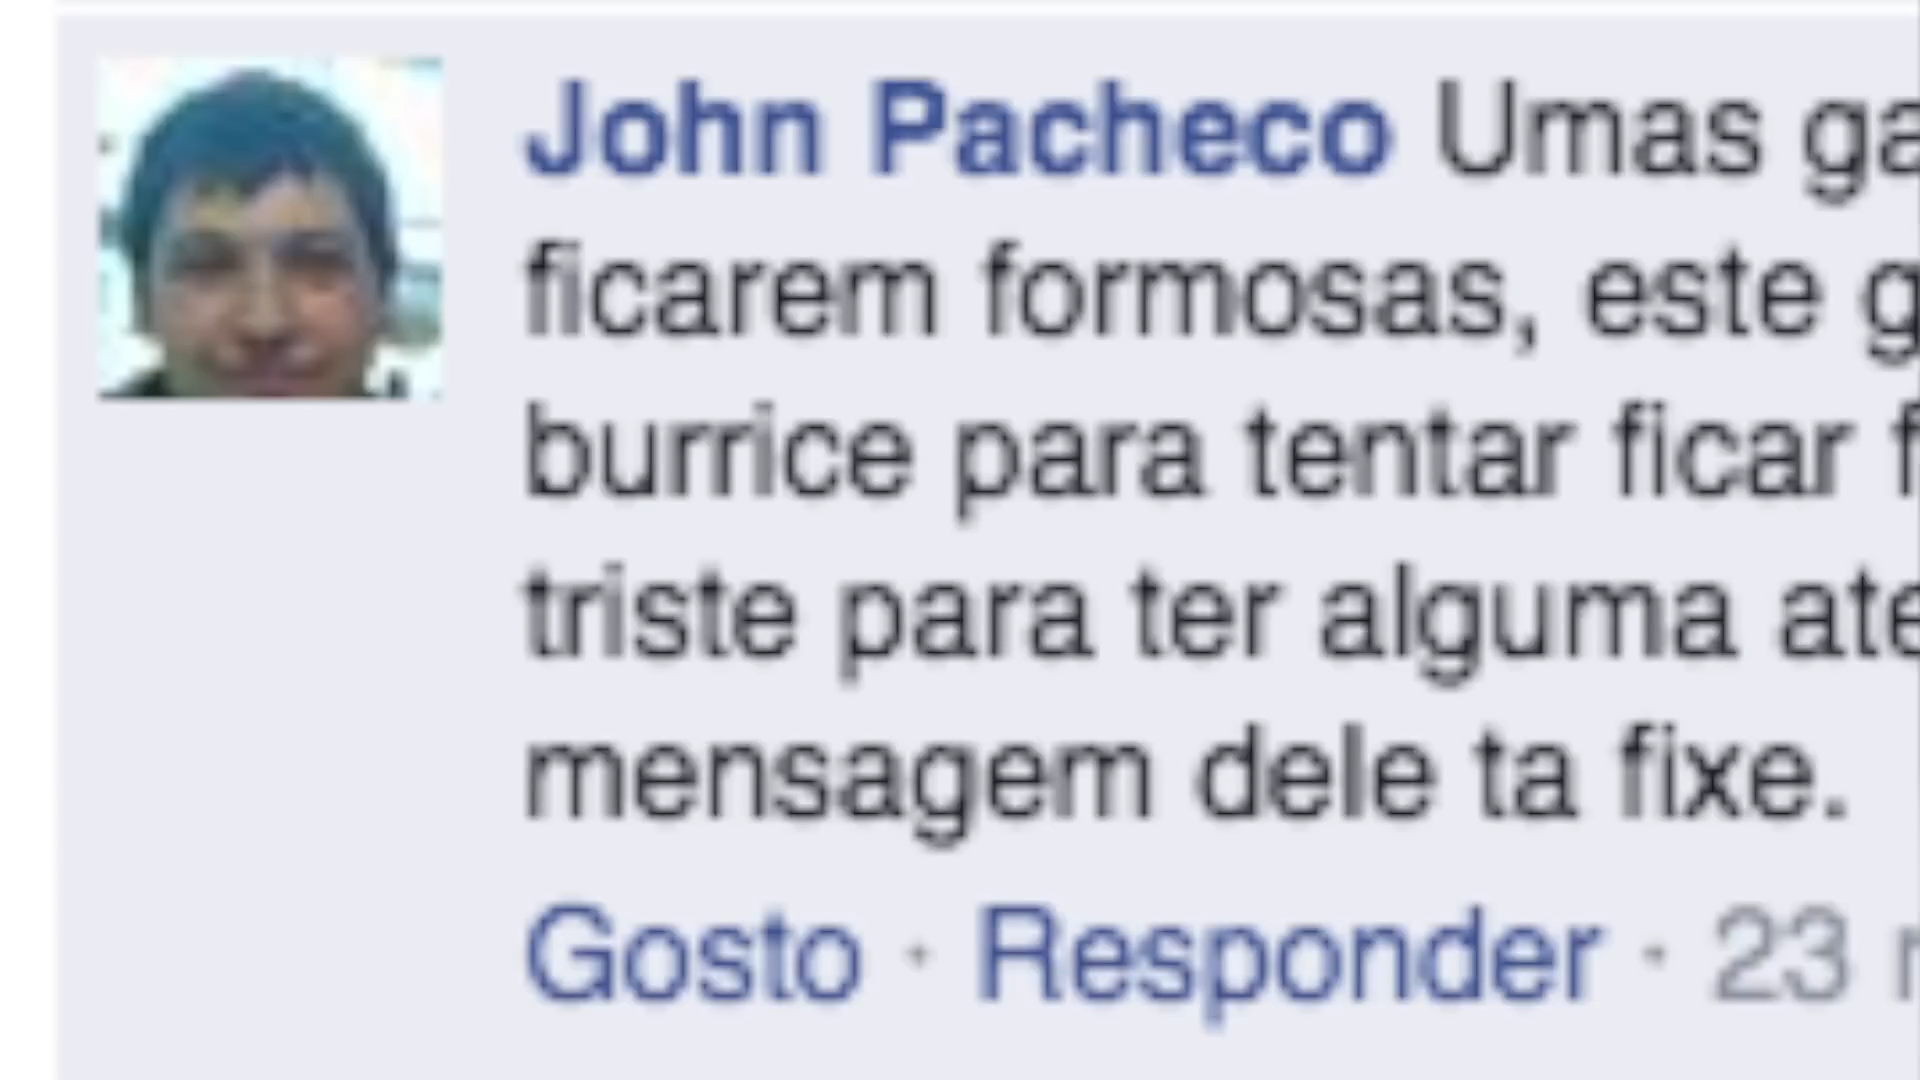 John Pacheco Umas
ficarem formosas, este
burrice para tentar ficar
triste para ter alguma
mensagem dele ta fixe.
Gosto · Responder · 23